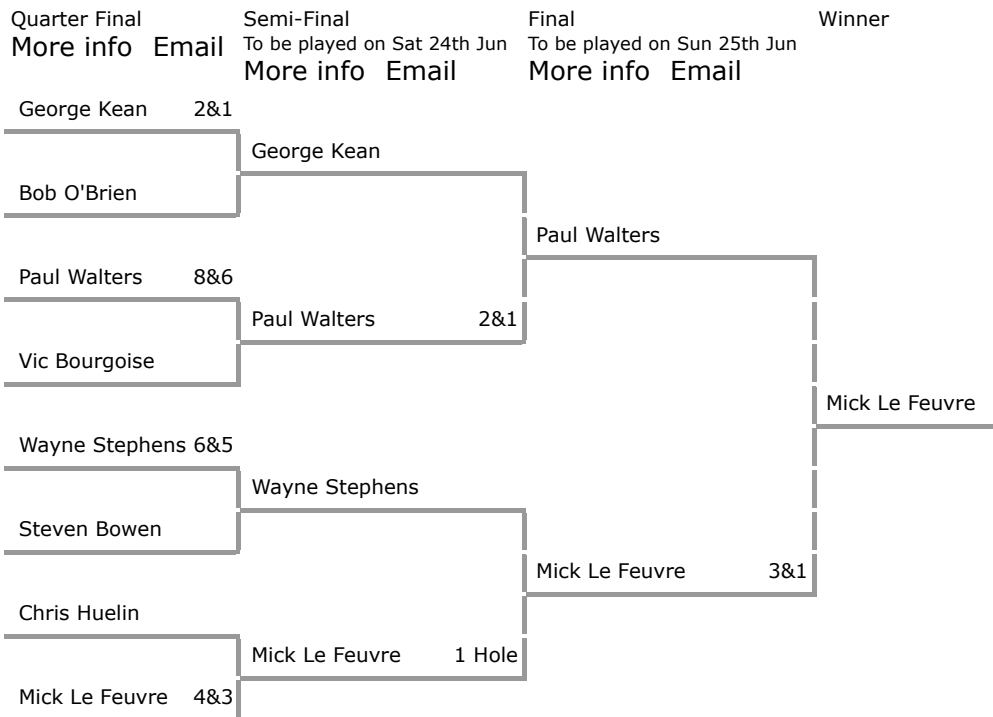 Quarter Final
More info Email
Semi-Final
To be played on Sat 24th Jun
More info Email
Final
To be played on Sun 25th Jun
More info Email
Winner
George Kean 2&1
Bob O'Brien
Paul Walters 8&6
Vic Bourgoise
Wayne Stephens 6&5
Steven Bowen
Chris Huelin
Mick Le Feuvre 4&3
George Kean
Paul Walters 2&1
Wayne Stephens
Mick Le Feuvre 1 Hole
Paul Walters
Mick Le Feuvre 3&1
Mick Le Feuvre